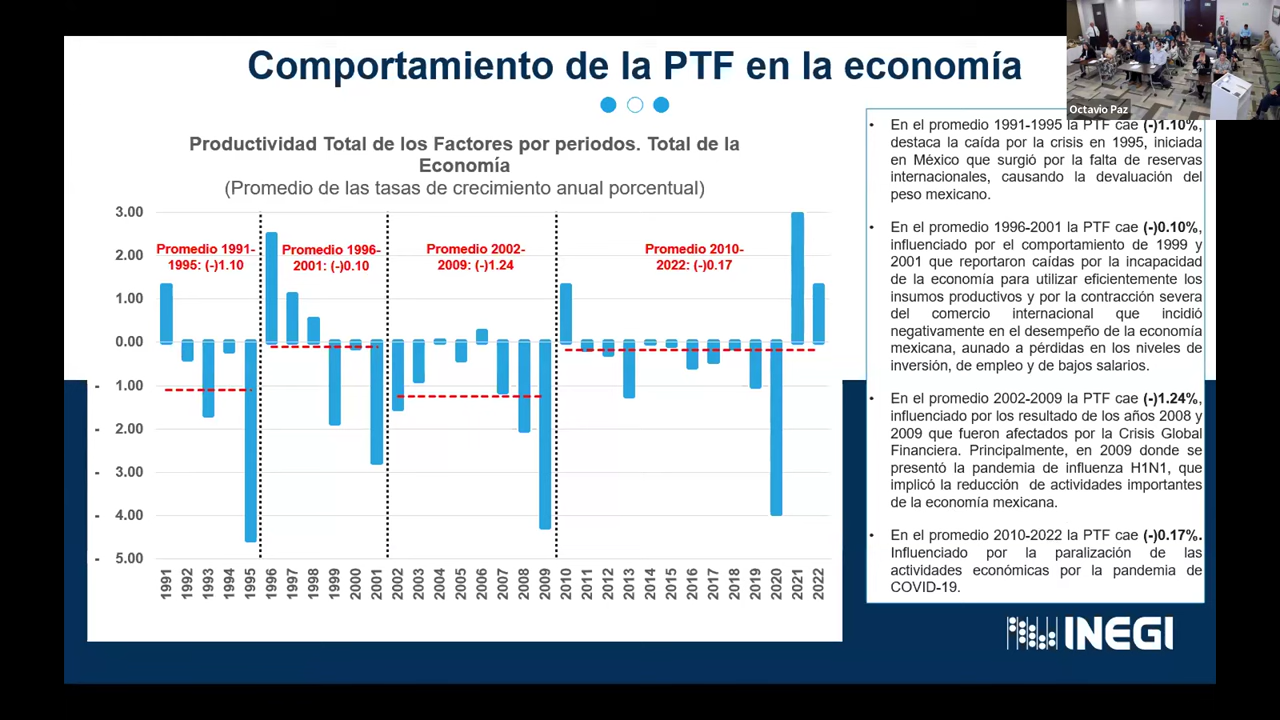 Comportamiento de la PTF en la economía
Octavio Paz
Productividad Total de los Factores por periodos. Total de la
Economía
(Promedio de las tasas de crecimiento anual porcentual)
3.00
2.00
1.00
0.00
- 1.00
- 2.00
- 3.00
- 4.00
- 5.00
Promedio 1991-
1995: (-)1.10
Promedio 1996-
2001: (-)0.10
Promedio 2002-
2009: (-)1.24
Promedio 2010-
2022: (-)0.17
1991
1992
1993
1994
1995
1996
1997
1998
1999
2000
2001
2002
2003
2004
2005
2006
2007
2008
2009
2010
2011
2012
2013
2014
2015
2016
2017
2018
2019
2020
2021
2022
• En el promedio 1991-1995 la PTF cae (-)1.10%,
destaca la caída por la crisis en 1995, iniciada
en México que surgió por la falta de reservas
internacionales, causando la devaluación del
peso mexicano.
• En el promedio 1996-2001 la PTF cae (-)0.10%,
influenciado por el comportamiento de 1999 y
2001 que reportaron caídas por la incapacidad
de la economía para utilizar eficientemente los
insumos productivos y por la contracción severa
del comercio internacional que incidió
negativamente en el desempeño de la economía
mexicana, aunado a pérdidas en los niveles de
inversión, de empleo y de bajos salarios.
• En el promedio 2002-2009 la PTF cae (-)1.24%,
influenciado por los resultado de los años 2008 y
2009 que fueron afectados por la Crisis Global
Financiera. Principalmente, en 2009 donde se
presentó la pandemia de influenza H1N1, que
implicó la reducción de actividades importantes
de la economía mexicana.
• En el promedio 2010-2022 la PTF cae (-)0.17%.
Influenciado por la paralización de las
actividades económicas por la pandemia de
COVID-19.
INEGI